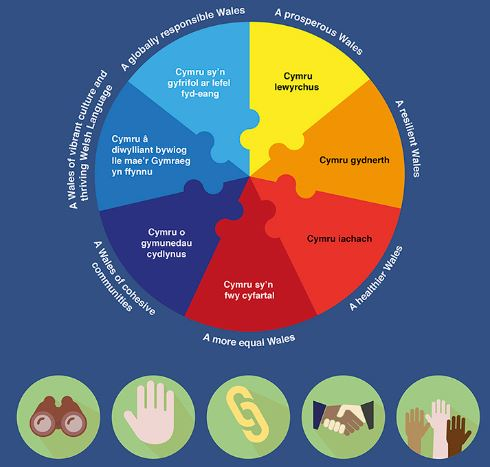 A prosperous Wales
Cymru
lewyrchus
A resilient Wales
Cymru gydnerth
A healthier Wales
Cymru iachach
A more equal Wales
Cymru sy'n
fwy cyfartal
A Wales of cohesive
communities
Cymru o
gymunedau
cydlynus
A Wales of vibrant culture and
thriving Welsh Language
Cymru â
diwylliant bywiog
lle mae'r Gymraeg
yn ffynnu
A globally responsible Wales
Cymru sy'n
gyfrifol ar lefel
fyd-eang